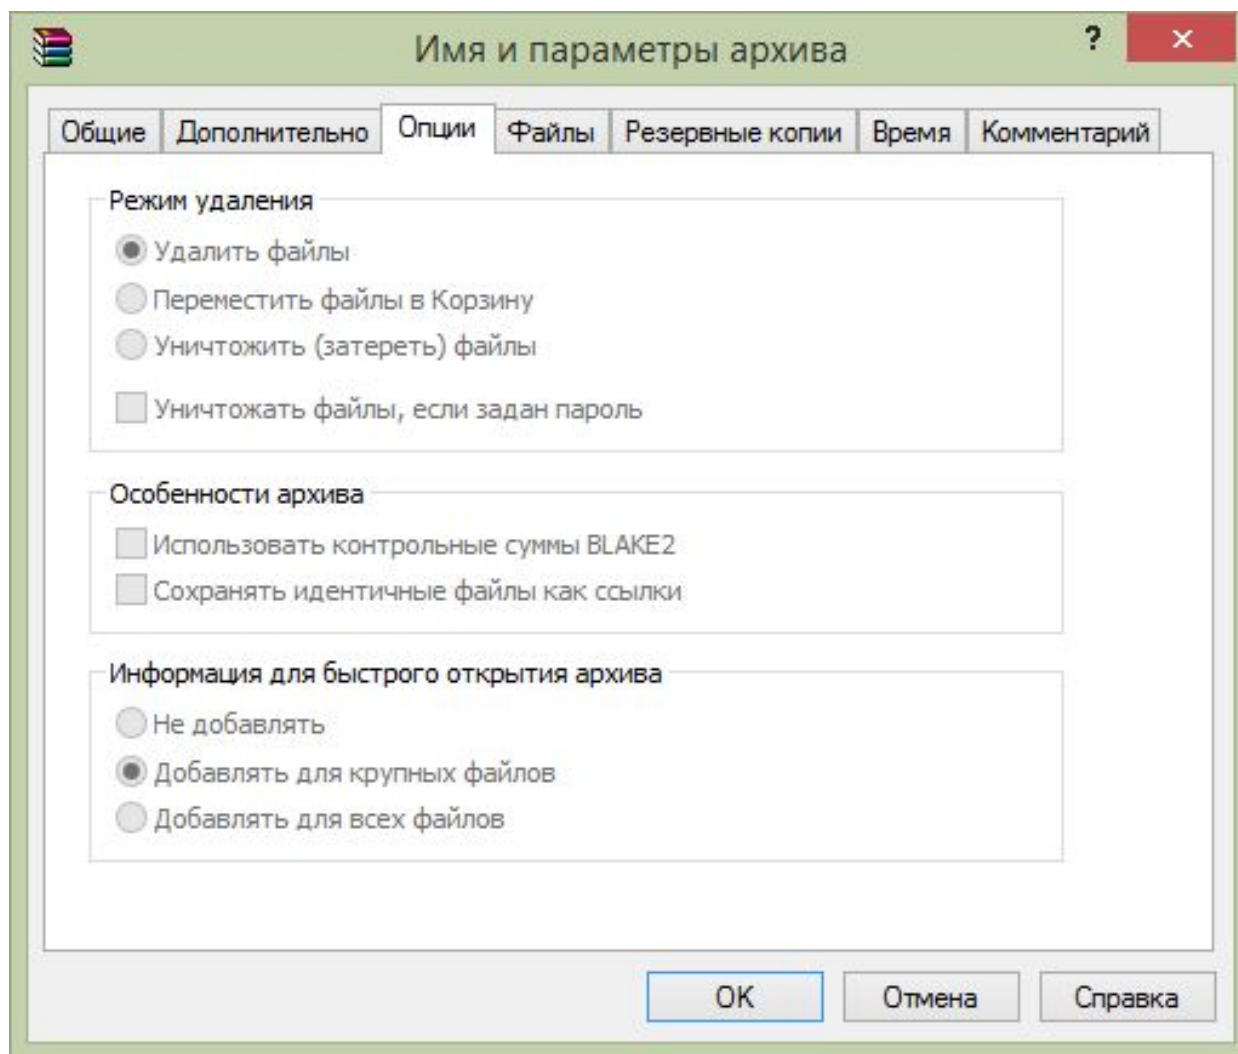 Имя и параметры архива
?
Общие Дополнительно Опции Файлы Резервные копии Время Комментарий
Режим удаления
Удалить файлы
Переместить файлы в Корзину
Уничтожить (затереть) файлы
Уничтожать файлы, если задан пароль
Особенности архива
Использовать контрольные суммы BLAKE2
Сохранять идентичные файлы как ссылки
Информация для быстрого открытия архива
Не добавлять
Добавлять для крупных файлов
Добавлять для всех файлов
OK Отмена Справка